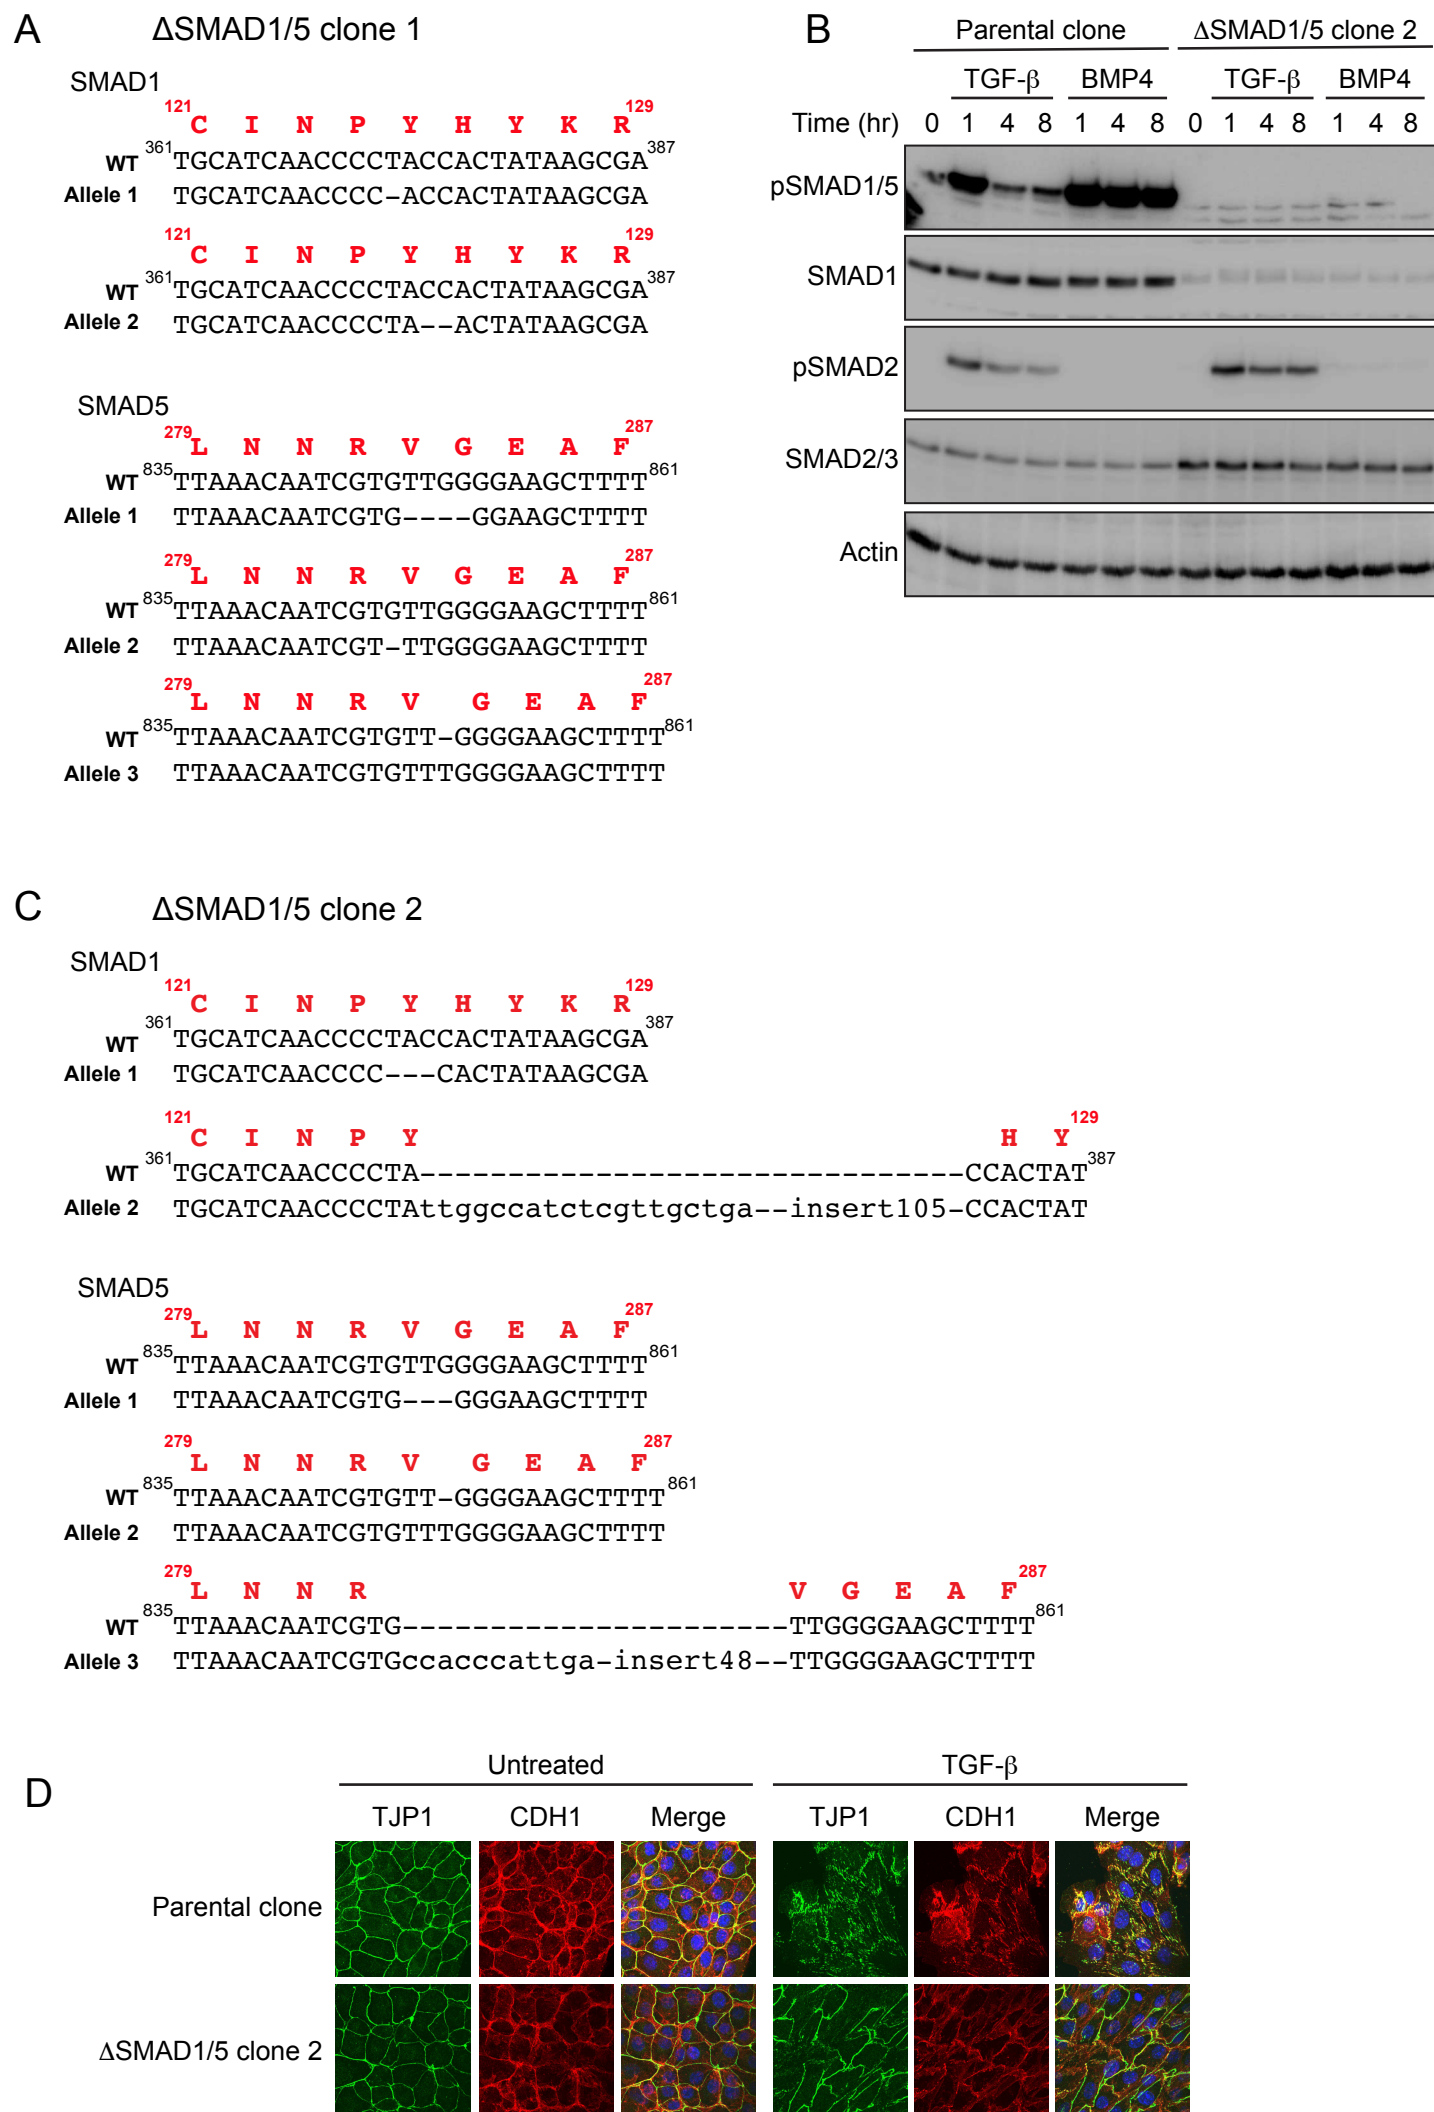 A ΔSMAD1/5 clone 1
SMAD1
121 C I N P Y H Y K R 129
WT 361 TGCATCAACCCCTACCACTATAAGCGA 387
Allele 1 TGCATCAACCCC-ACCACTATAAGCGA
121 C I N P Y H Y K R 129
WT 361 TGCATCAACCCCTACCACTATAAGCGA 387
Allele 2 TGCATCAACCCCTA--ACTATAAGCGA
SMAD5
279 L N N R V G E A F 287
WT 835 TTAAACAATCGTGTTGGGGAAGCTTTT 861
Allele 1 TTAAACAATCGTG----GGAAGCTTTT
279 L N N R V G E A F 287
WT 835 TTAAACAATCGTGTTGGGGAAGCTTTT 861
Allele 2 TTAAACAATCGT-TTGGGGAAGCTTTT
279 L N N R V G E A F 287
WT 835 TTAAACAATCGTGTT-GGGGAAGCTTTT 861
Allele 3 TTAAACAATCGTGTTTGGGGAAGCTTTT
B Parental clone ΔSMAD1/5 clone 2
TGF-β BMP4 TGF-β BMP4
Time (hr) 0 1 4 8 1 4 8 0 1 4 8 1 4 8
pSMAD1/5
SMAD1
pSMAD2
SMAD2/3
Actin
C ΔSMAD1/5 clone 2
SMAD1
121 C I N P Y H Y K R 129
WT 361 TGCATCAACCCCTACCACTATAAGCGA 387
Allele 1 TGCATCAACCCC---CACTATAAGCGA
121 C I N P Y H Y 129
WT 361 TGCATCAACCCCTA-------------------------------CCACTAT 387
Allele 2 TGCATCAACCCCTAttggccatctcgttgctga--insert105-CCACTAT
SMAD5
279 L N N R V G E A F 287
WT 835 TTAAACAATCGTGTTGGGGAAGCTTTT 861
Allele 1 TTAAACAATCGTG---GGGAAGCTTTT
279 L N N R V G E A F 287
WT 835 TTAAACAATCGTGTT-GGGGAAGCTTTT 861
Allele 2 TTAAACAATCGTGTTTGGGGAAGCTTTT
279 L N N R V G E A F 287
WT 835 TTAAACAATCGTG----------------------TTGGGGAAGCTTTT 861
Allele 3 TTAAACAATCGTGccacccattga-insert48--TTGGGGAAGCTTTT
D Untreated TGF-β
TJP1 CDH1 Merge TJP1 CDH1 Merge
Parental clone
ΔSMAD1/5 clone 2